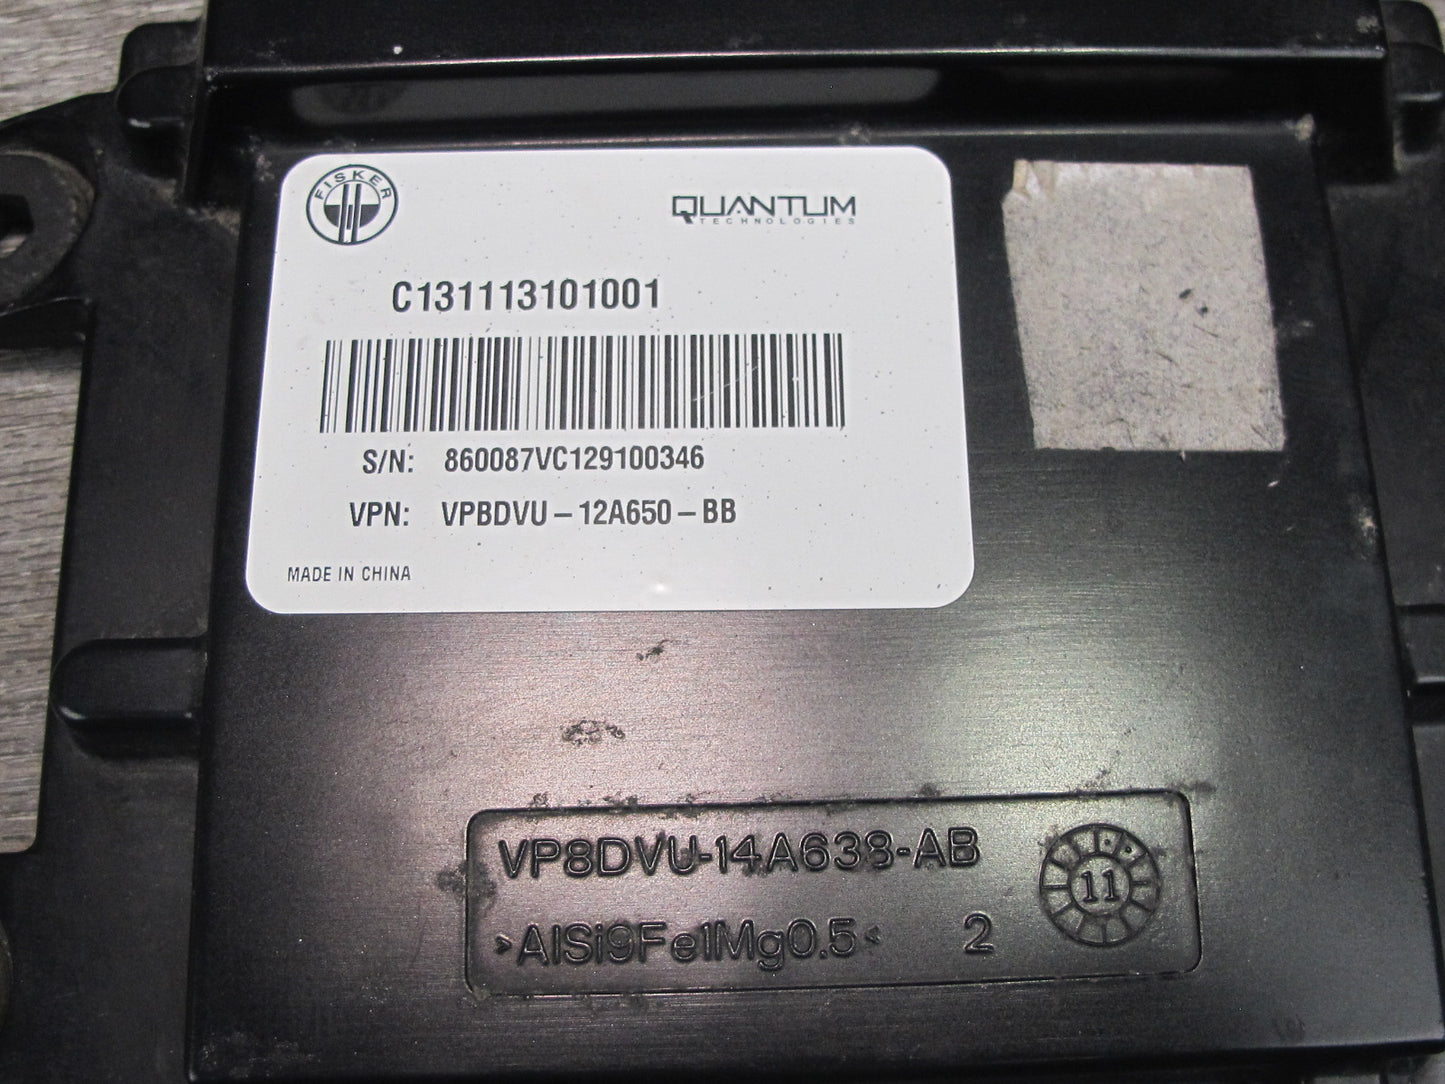 FISKER
QUANTUM
TECHNOLOGIES
C131113101001
S/N: 860087VC129100346
VPN: VPBDVU-12A650-BB
MADE IN CHINA
VP8DVU-14A638-AB
11
>AlSi9Fe1Mg0.5< 2